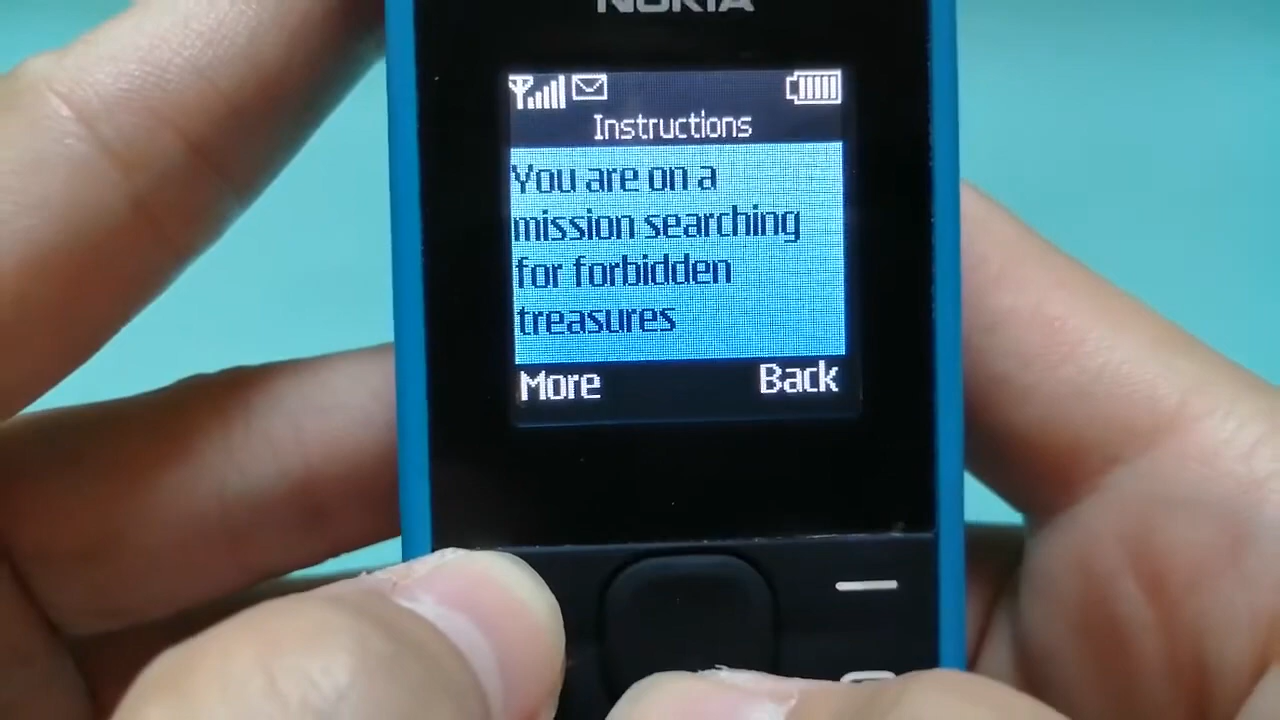 NOKIA
Instructions
You are on a
mission searching
for forbidden
treasures
More
Back